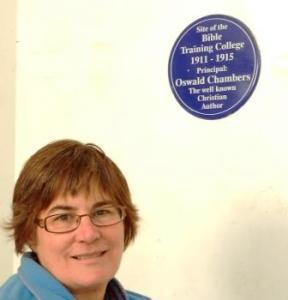 Site of the
Bible
Training College
1911 - 1915
Principal:
Oswald Chambers
The well known
Christian
Author